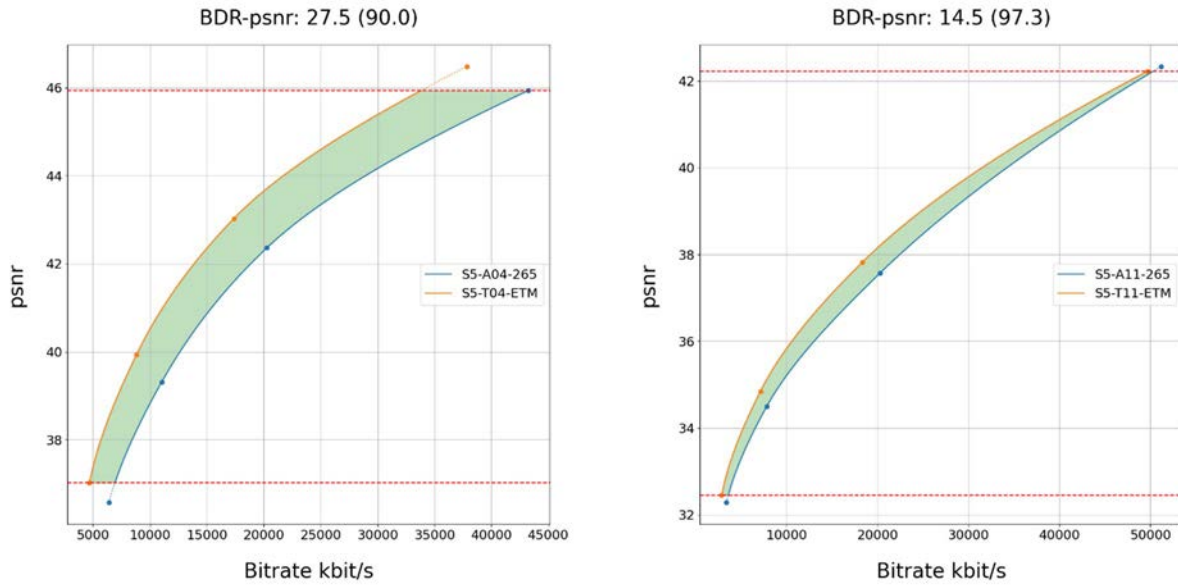 BDR-psnr: 27.5 (90.0)
psnr
46
44
42
40
38
S5-A04-265
S5-T04-ETM
5000 10000 15000 20000 25000 30000 35000 40000 45000
Bitrate kbit/s
BDR-psnr: 14.5 (97.3)
psnr
42
40
38
36
34
32
S5-A11-265
S5-T11-ETM
10000 20000 30000 40000 50000
Bitrate kbit/s